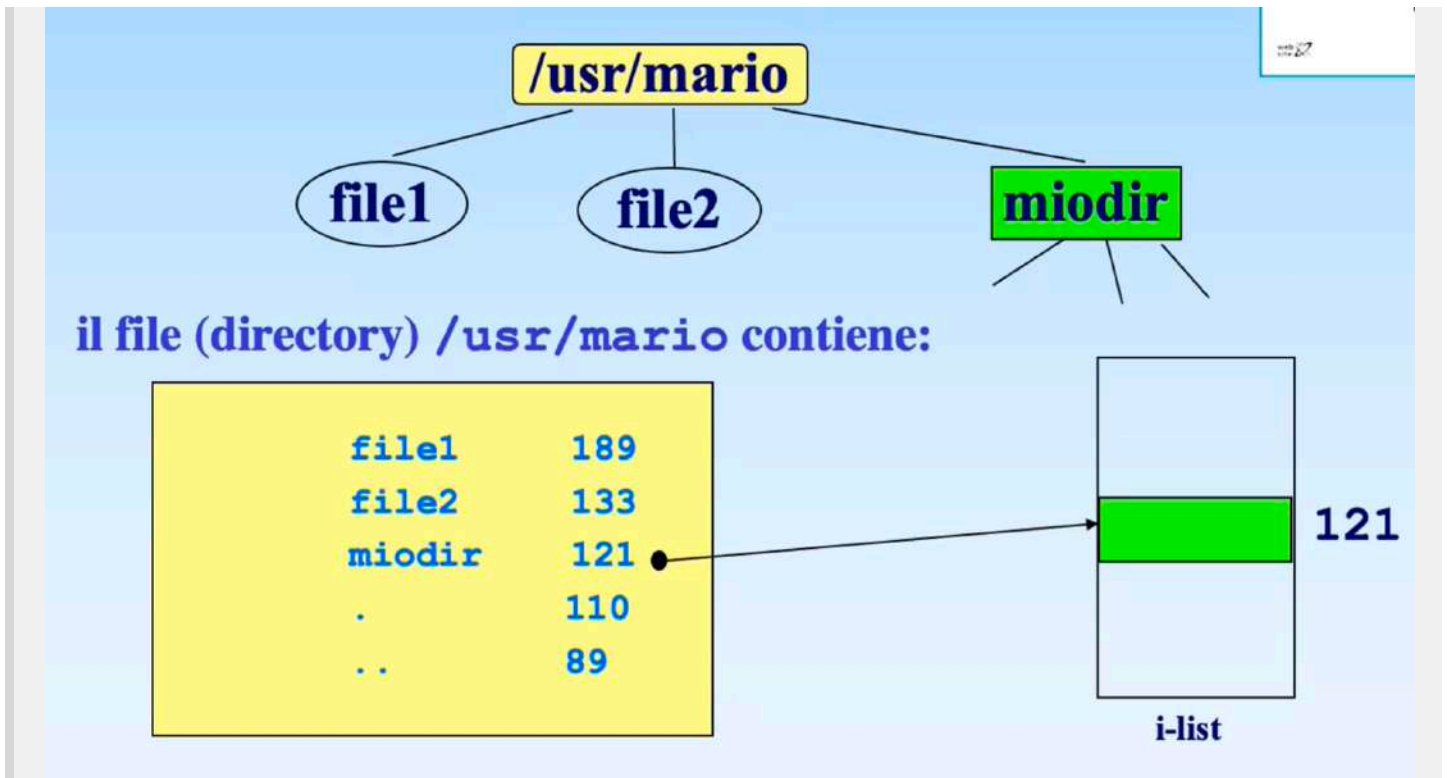 /usr/mario
file1 file2 miodir
il file (directory) /usr/mario contiene:
file1 189
file2 133
miodir 121
. 110
.. 89
121
i-list